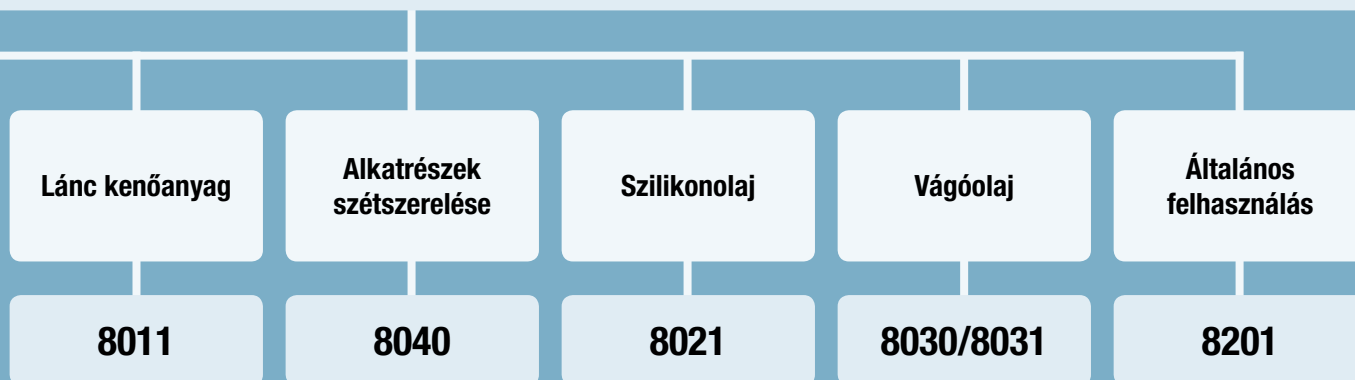 Lánc kenőanyag
Alkatrészek
szétszerelése
Szilikonolaj
Vágóolaj
Általános
felhasználás
8011
8040
8021
8030/8031
8201